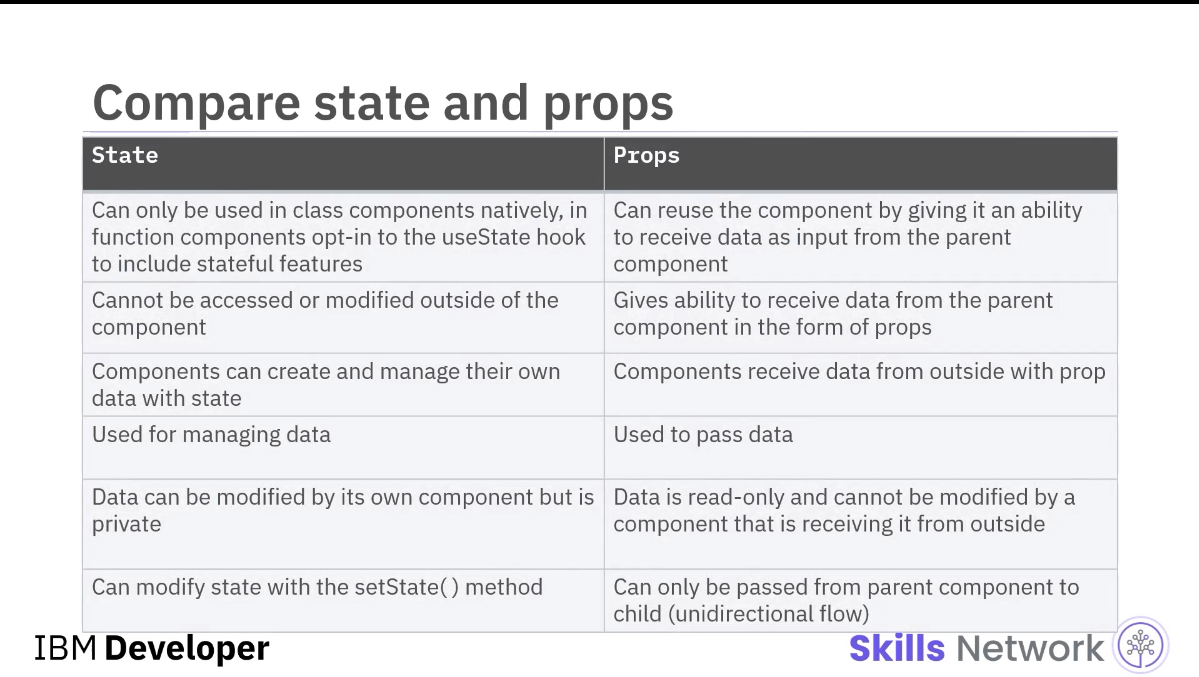 Compare state and props
State
Props
Can only be used in class components natively, in
function components opt-in to the useState hook
to include stateful features
Can reuse the component by giving it an ability
to receive data as input from the parent
component
Cannot be accessed or modified outside of the
component
Gives ability to receive data from the parent
component in the form of props
Components can create and manage their own
data with state
Components receive data from outside with prop
Used for managing data
Used to pass data
Data can be modified by its own component but is
private
Data is read-only and cannot be modified by a
component that is receiving it from outside
Can modify state with the setState( ) method
Can only be passed from parent component to
child (unidirectional flow)
IBM Developer
Skills Network